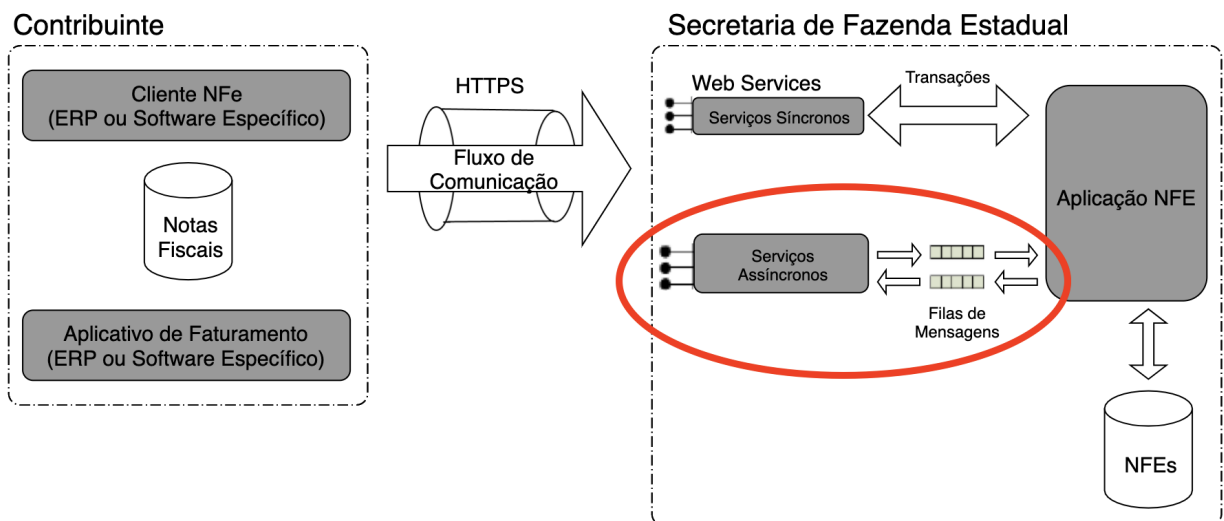 Contribuinte
Cliente NFe
(ERP ou Software Específico)
Notas
Fiscais
Aplicativo de Faturamento
(ERP ou Software Específico)
HTTPS
Fluxo de
Comunicação
Secretaria de Fazenda Estadual
Web Services
Serviços Síncronos
Transações
Aplicação NFE
Serviços
Assíncronos
Filas de
Mensagens
NFEs